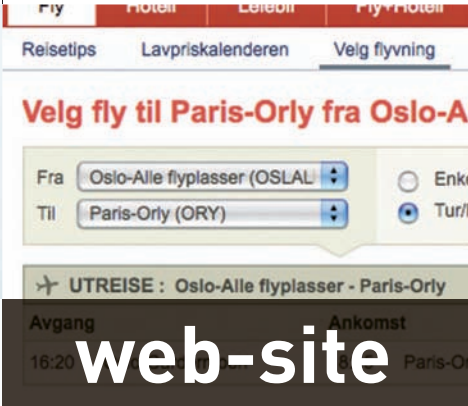 Fly Hotell Leiebil Fly+Hotell
Reisetips Lavpriskalenderen Velg flyvning
Velg fly til Paris-Orly fra Oslo-A
Fra Oslo-Alle flyplasser (OSLAL Enk
Til Paris-Orly (ORY) Tur/
UTREISE : Oslo-Alle flyplasser - Paris-Orly
Avgang Ankomst
16:20 Paris-O
web-site